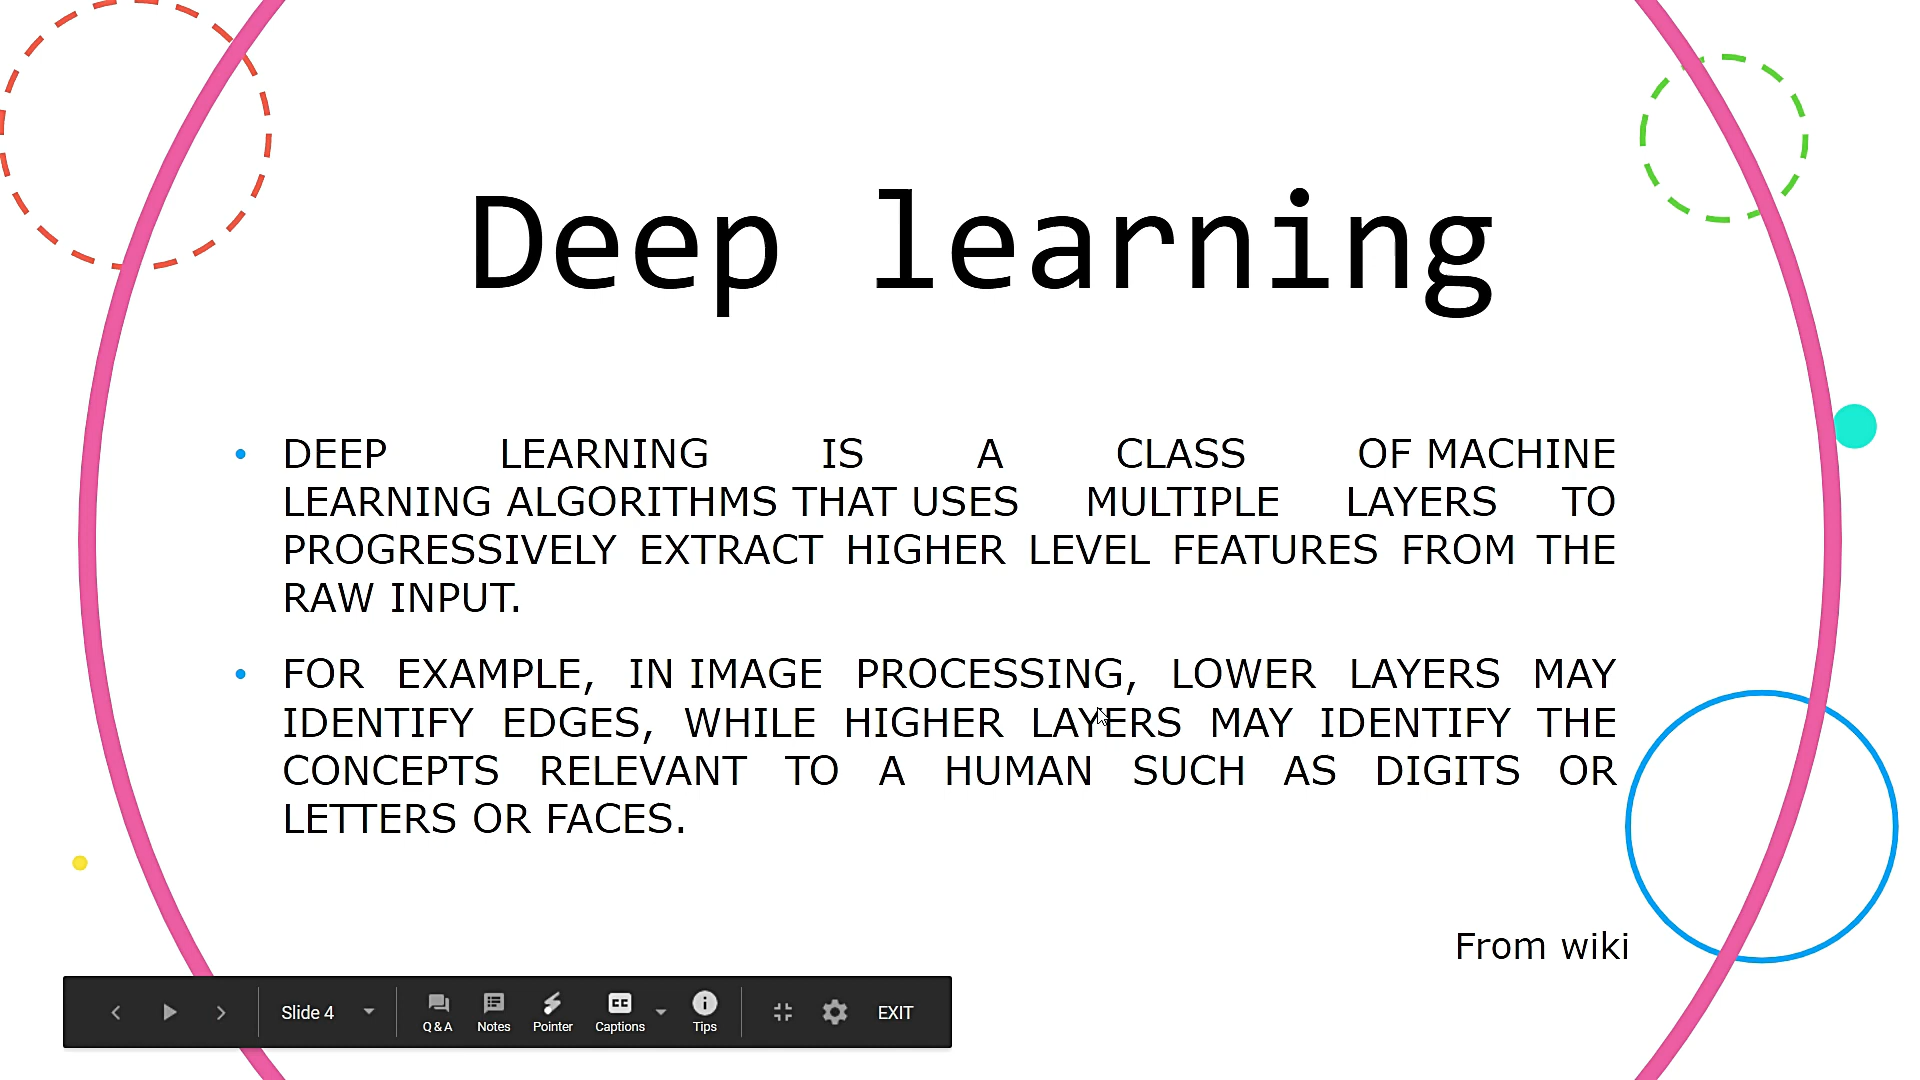 Deep learning
• DEEP LEARNING IS A CLASS OF MACHINE
LEARNING ALGORITHMS THAT USES MULTIPLE LAYERS TO
PROGRESSIVELY EXTRACT HIGHER LEVEL FEATURES FROM THE
RAW INPUT.
• FOR EXAMPLE, IN IMAGE PROCESSING, LOWER LAYERS MAY
IDENTIFY EDGES, WHILE HIGHER LAYERS MAY IDENTIFY THE
CONCEPTS RELEVANT TO A HUMAN SUCH AS DIGITS OR
LETTERS OR FACES.
From wiki
Slide 4 Q & A Notes Pointer CC Captions Tips EXIT